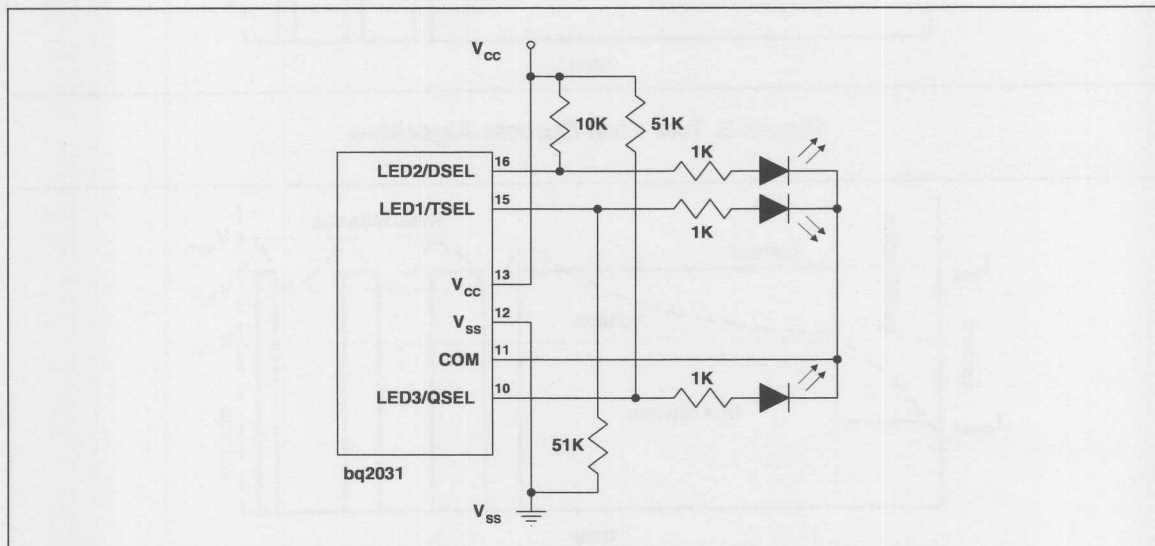 V_CC
10K
51K
1K
16
LED2/DSEL
15
LED1/TSEL
1K
13
V_CC
12
V_SS
11
COM
1K
10
LED3/QSEL
51K
bq2031
V_SS